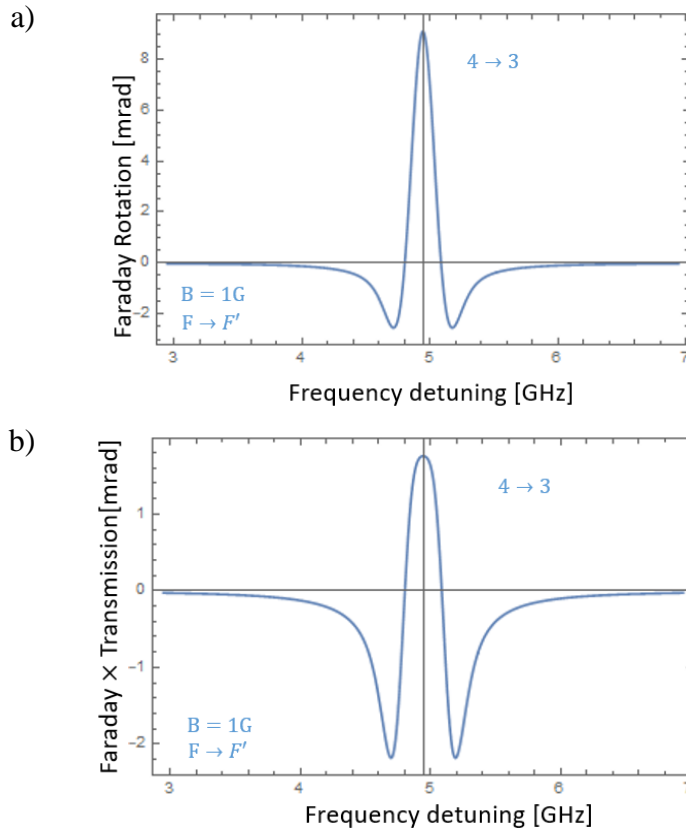 a)
Faraday Rotation [mrad]
8
6
4
2
0
−2
4 → 3
B = 1G
F → F′
3
4
5
6
7
Frequency detuning [GHz]
b)
Faraday × Transmission[mrad]
1
0
−1
−2
4 → 3
B = 1G
F → F′
3
4
5
6
7
Frequency detuning [GHz]